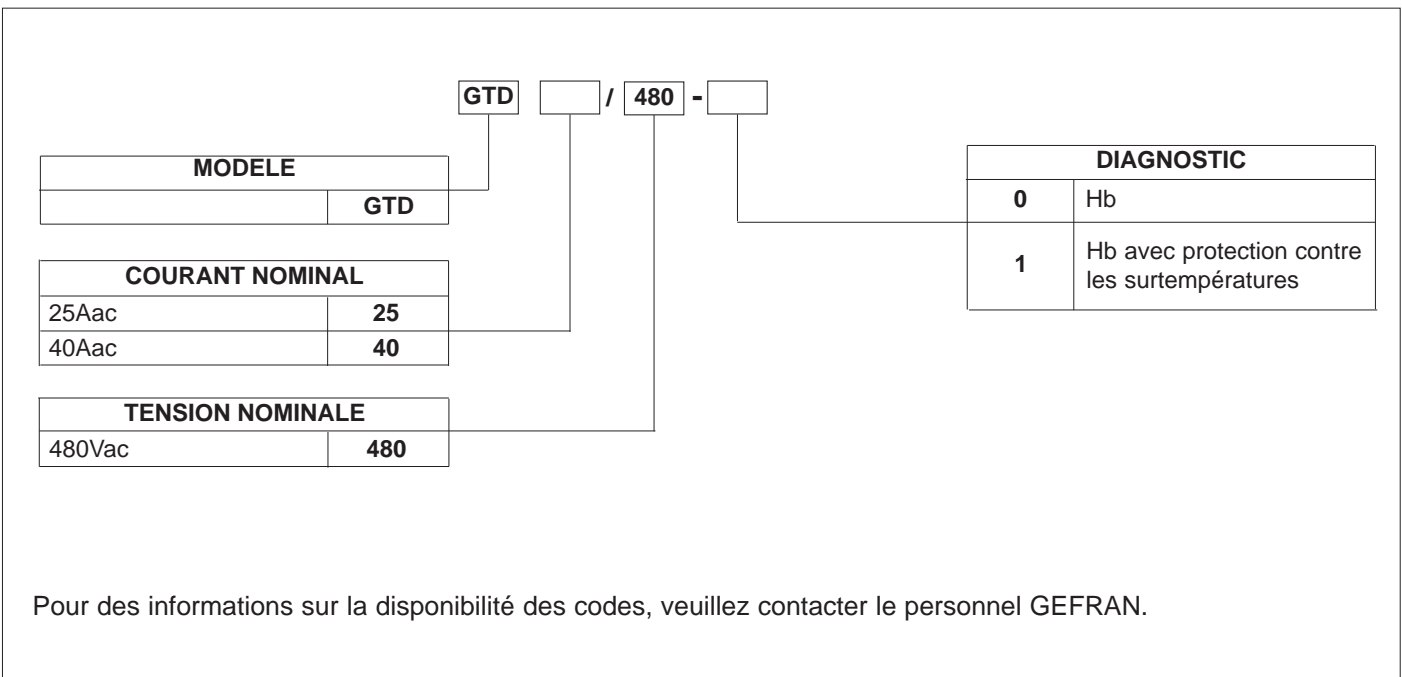 GTD / 480 -
MODELE
GTD
COURANT NOMINAL
25Aac 25
40Aac 40
TENSION NOMINALE
480Vac 480
DIAGNOSTIC
0 Hb
1 Hb avec protection contre
les surtempératures
Pour des informations sur la disponibilité des codes, veuillez contacter le personnel GEFRAN.